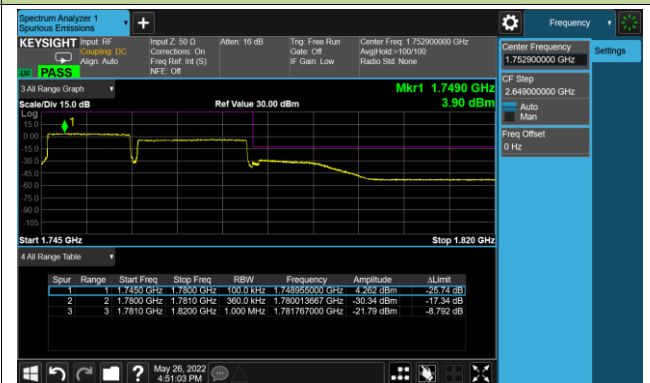 Spectrum Analyzer 1
Spurious Emissions
Frequency
KEYSIGHT
Input: RF
Coupling: DC
Align: Auto
Input Z: 50 Ω
Corrections: On
Freq Ref: Int (S)
NFE: Off
Atten: 16 dB
Trig: Free Run
Gate: Off
IF Gain: Low
Center Freq: 1.752900000 GHz
Avg|Hold:>100/100
Radio Std: None
PASS
Center Frequency
1.752900000 GHz
Settings
CF Step
2.649000000 GHz
Auto
Man
Freq Offset
0 Hz
3 All Range Graph
Scale/Div 15.0 dB
Ref Value 30.00 dBm
Mkr1 1.7490 GHz
3.90 dBm
Log
15.0
0.00
-15.0
-30.0
-45.0
-60.0
-75.0
-90.0
-105
1
Start 1.745 GHz
Stop 1.820 GHz
4 All Range Table
Spur Range Start Freq Stop Freq RBW Frequency Amplitude ΔLimit
1 1 1.7450 GHz 1.7800 GHz 100.0 kHz 1.748955000 GHz 4.262 dBm -25.74 dB
2 2 1.7800 GHz 1.7810 GHz 360.0 kHz 1.780013667 GHz -30.34 dBm -17.34 dB
3 3 1.7810 GHz 1.8200 GHz 1.000 MHz 1.781767000 GHz -21.79 dBm -8.792 dB
?
May 26, 2022
4:51:03 PM